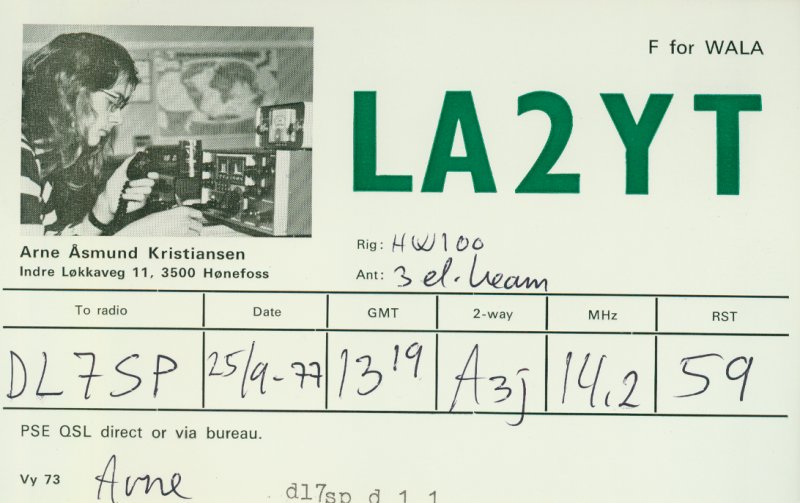 F for WALA
LA2YT
Arne Åsmund Kristiansen
Indre Løkkaveg 11, 3500 Hønefoss
Rig: HW100
Ant: 3 el. beam
To radio Date GMT 2-way MHz RST
DL7SP 25/9-77 13 19 A3j 14.2 59
PSE QSL direct or via bureau.
Vy 73 Arne
dl7sp d 1 1